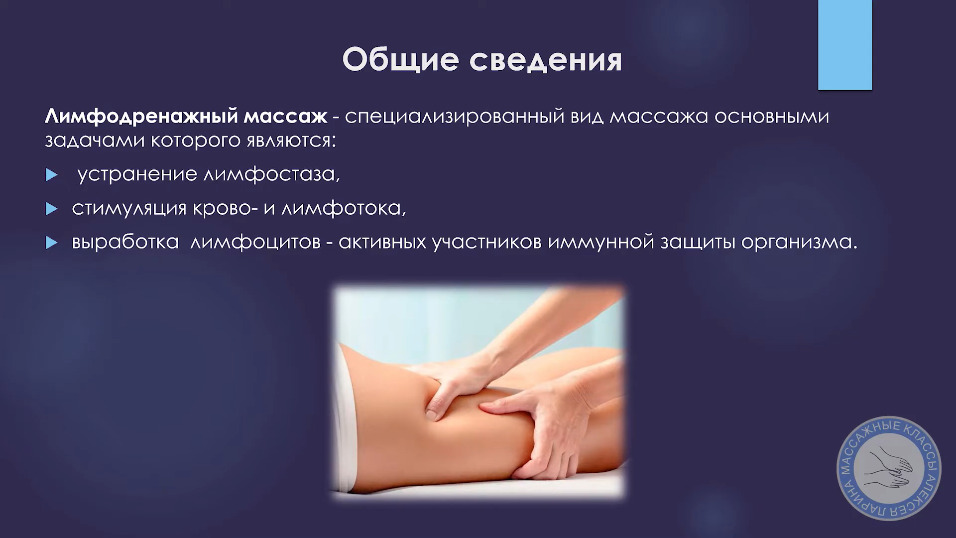 Общие сведения
Лимфодренажный массаж - специализированный вид массажа основными
задачами которого являются:
устранение лимфостаза,
стимуляция крово- и лимфотока,
выработка лимфоцитов - активных участников иммунной защиты организма.
МАССАЖНЫЕ КЛАССЫ АЛЕКСЕЯ ЛАРИНА